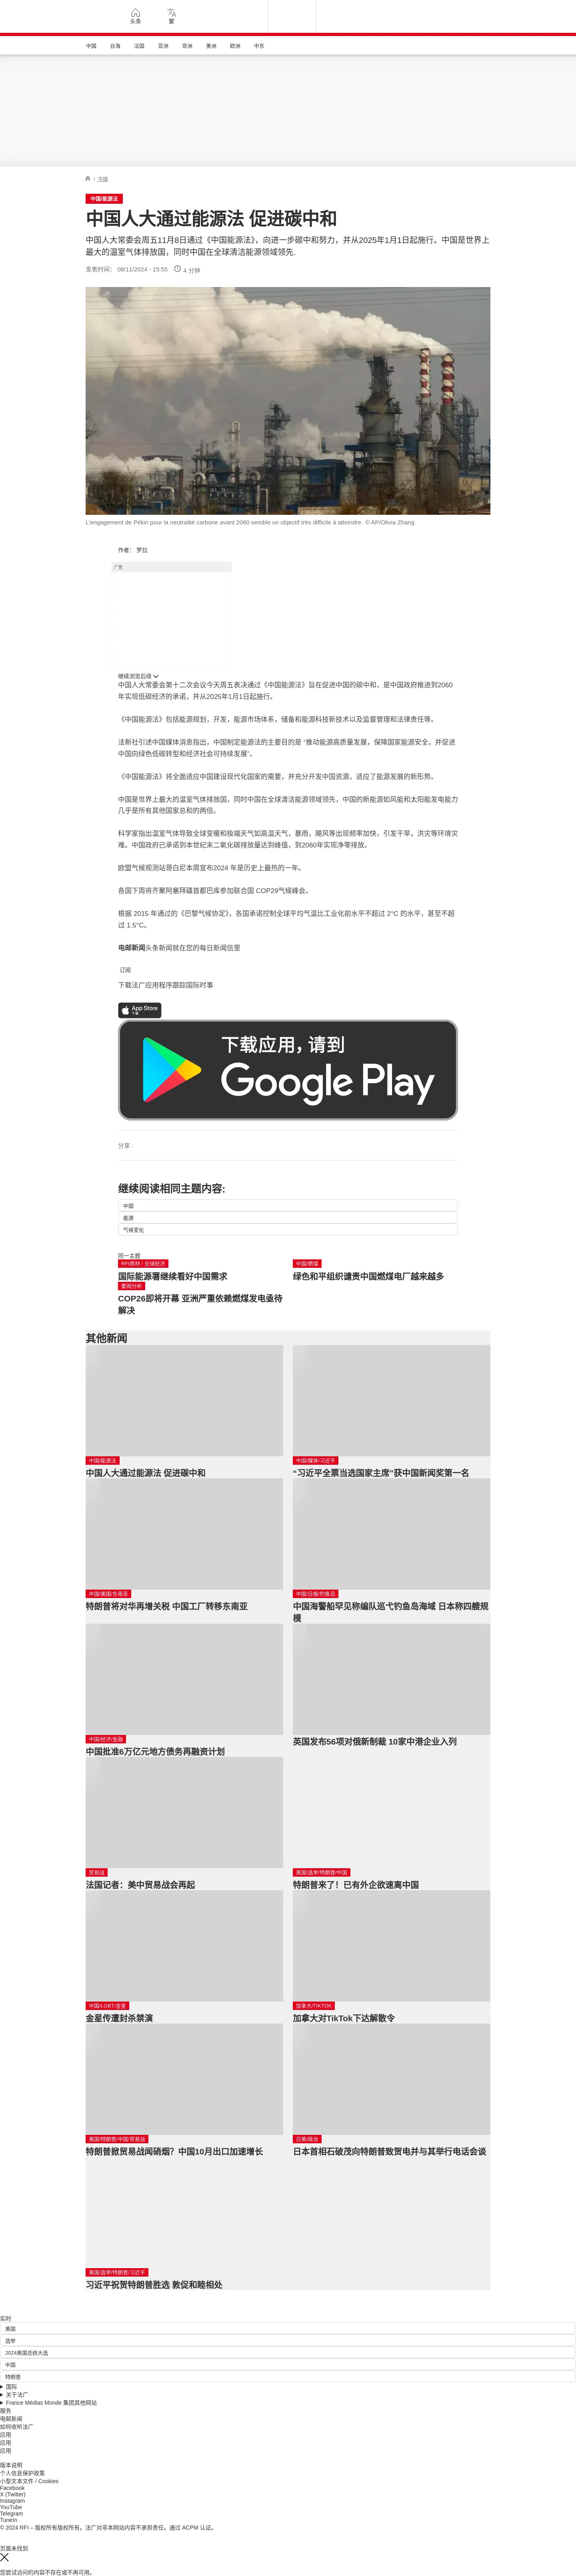 头条
繁
中国
台海
法国
亚洲
非洲
美洲
欧洲
中东
/ 中国
中国/能源法
中国人大通过能源法 促进碳中和
中国人大常委会周五11月8日通过《中国能源法》，向进一步碳中和努力，并从2025年1月1日起施行。中国是世界上最大的温室气体排放国，同时中国在全球清洁能源领域领先.
发表时间： 08/11/2024 - 15:55
4 分钟
L'engagement de Pékin pour la neutralité carbone avant 2060 semble un objectif très difficile à atteindre. © AP/Olivia Zhang
作者： 罗拉
广告
继续浏览后续
中国人大常委会第十二次会议今天周五表决通过《中国能源法》旨在促进中国的碳中和，是中国政府推进到2060年实现低碳经济的承诺，并从2025年1月1日起施行。
《中国能源法》包括能源规划，开发，能源市场体系，储备和能源科技新技术以及监督管理和法律责任等。
法新社引述中国媒体消息指出，中国制定能源法的主要目的是 "推动能源高质量发展，保障国家能源安全，并促进中国向绿色低碳转型和经济社会可持续发展"。
《中国能源法》将全面适应中国建设现代化国家的需要，并充分开发中国资源，适应了能源发展的新形势。
中国是世界上最大的温室气体排放国，同时中国在全球清洁能源领域领先，中国的新能源如风能和太阳能发电能力几乎是所有其他国家总和的两倍。
科学家指出温室气体导致全球变暖和极端天气如高温天气，暴雨，飓风等出现频率加快，引发干旱，洪灾等环境灾难。中国政府已承诺到本世纪末二氧化碳排放量达到峰值，到2060年实现净零排放。
欧盟气候观测站哥白尼本周宣布2024 年是历史上最热的一年。
各国下周将齐聚阿塞拜疆首都巴库参加联合国 COP29气候峰会。
根据 2015 年通过的《巴黎气候协定》，各国承诺控制全球平均气温比工业化前水平不超过 2°C 的水平，甚至不超过 1.5°C。
电邮新闻头条新闻就在您的每日新闻信里
订阅
下载法广应用程序跟踪国际时事
App Store
下载应用，请到
Google Play
分享 :
继续阅读相同主题内容:
中国
能源
气候变化
同一主题
RFI原材 / 全球经济
国际能源署继续看好中国需求
中国/燃煤
绿色和平组织谴责中国燃煤电厂越来越多
要闻分析
COP26即将开幕 亚洲严重依赖燃煤发电亟待解决
其他新闻
中国/能源法
中国人大通过能源法 促进碳中和
中国/媒体/习近平
“习近平全票当选国家主席”获中国新闻奖第一名
中国/美国/东南亚
特朗普将对华再增关税 中国工厂转移东南亚
中国/日报/钓鱼岛
中国海警船罕见称编队巡弋钓鱼岛海域 日本称四艘规模
中国/经济/金融
中国批准6万亿元地方债务再融资计划
英国发布56项对俄新制裁 10家中港企业入列
贸易战
法国记者：美中贸易战会再起
美国/选举/特朗普/中国
特朗普来了！已有外企欲速离中国
中国/LGBT/金星
金星传遭封杀禁演
加拿大/TIKTOK
加拿大对TikTok下达解散令
美国/特朗普/中国/贸易战
特朗普掀贸易战闻硝烟？中国10月出口加速增长
日美/政治
日本首相石破茂向特朗普致贺电并与其举行电话会谈
美国/选举/特朗普/习近平
习近平祝贺特朗普胜选 敦促和睦相处
实时
美国
选举
2024美国总统大选
中国
特朗普
国际
关于法广
France Médias Monde 集团其他网站
服务
电邮新闻
如何收听法广
应用
应用
应用
版本说明
个人信息保护政策
小型文本文件 / Cookies
Facebook
X (Twitter)
Instagram
YouTube
Telegram
TuneIn
© 2024 RFI – 版权所有版权所有。法广对非本网站内容不承担责任。通过 ACPM 认证。
页面未找到
您尝试访问的内容不存在或不再可用。